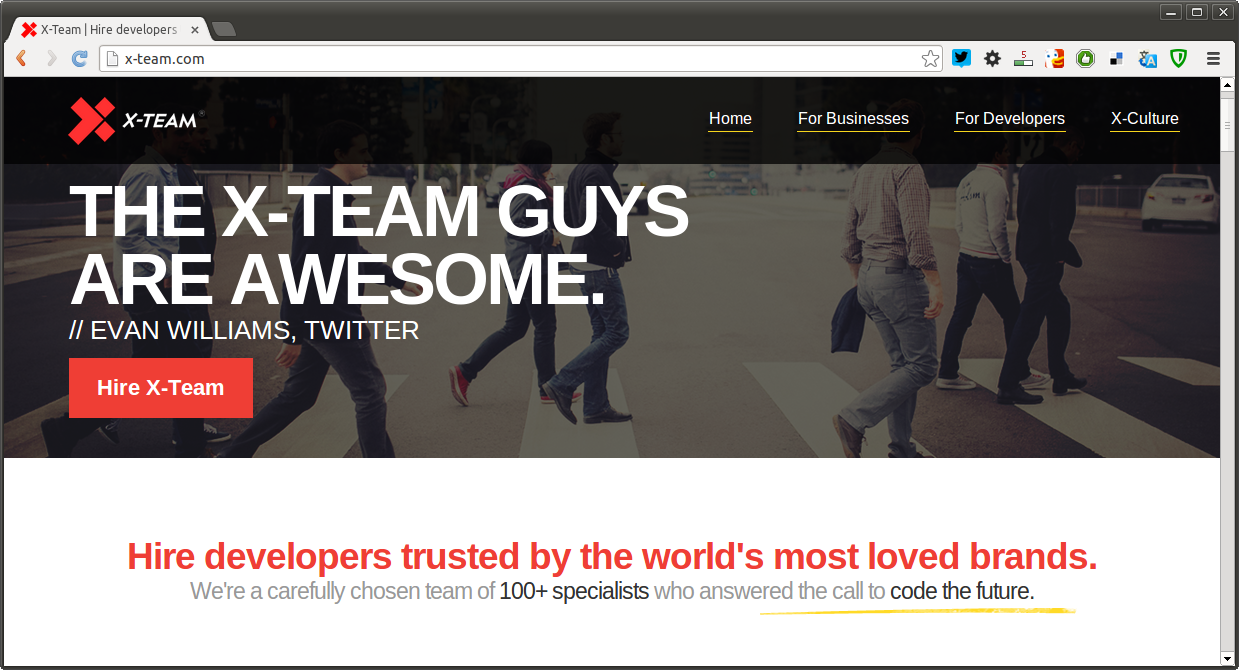 X-Team | Hire developers
x-team.com
5
X-TEAM®
Home
For Businesses
For Developers
X-Culture
THE X-TEAM GUYS
ARE AWESOME.
// EVAN WILLIAMS, TWITTER
Hire X-Team
Hire developers trusted by the world's most loved brands.
We're a carefully chosen team of 100+ specialists who answered the call to code the future.